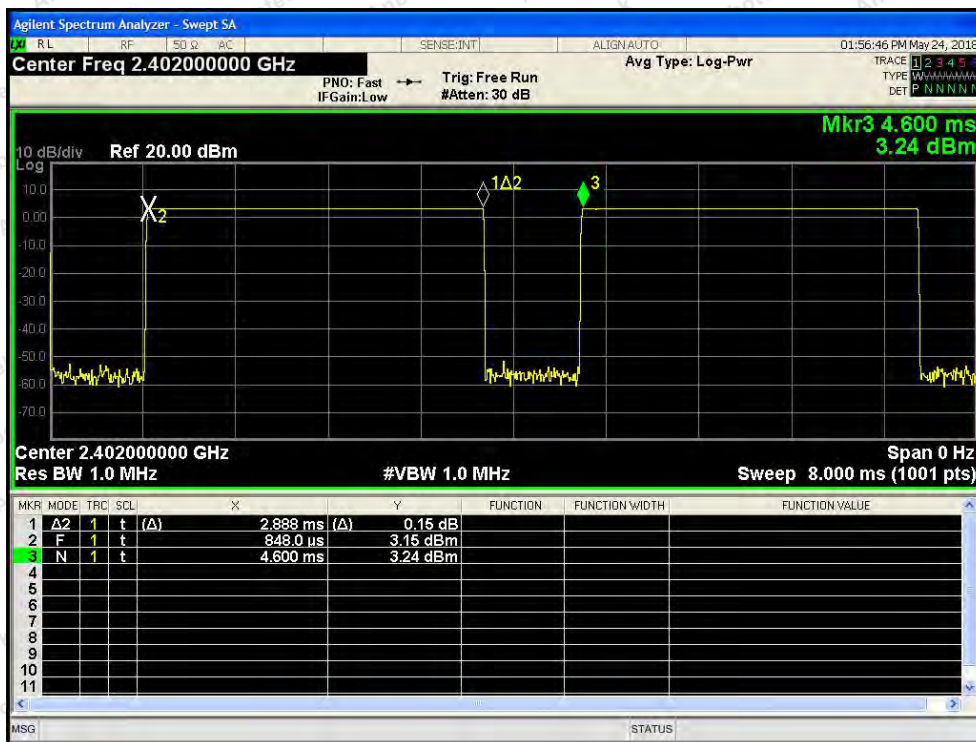 Agilent Spectrum Analyzer - Swept SA
LXI RL RF 50 Ω AC SENSE:INT ALIGN AUTO 01:56:46 PM May 24, 2018
Center Freq 2.402000000 GHz Avg Type: Log-Pwr TRACE 1 2 3 4 5
PNO: Fast Trig: Free Run TYPE W
IFGain:Low #Atten: 30 dB DET P N N N N N
Mkr3 4.600 ms
10 dB/div Ref 20.00 dBm 3.24 dBm
Log
10.0
1Δ2 3
0.00
2
-10.0
-20.0
-30.0
-40.0
-50.0
-60.0
-70.0
Center 2.402000000 GHz Span 0 Hz
Res BW 1.0 MHz #VBW 1.0 MHz Sweep 8.000 ms (1001 pts)
MKR MODE TRC SCL X Y FUNCTION FUNCTION WIDTH FUNCTION VALUE
1 Δ2 1 t (Δ) 2.888 ms (Δ) 0.15 dB
2 F 1 t 848.0 µs 3.15 dBm
3 N 1 t 4.600 ms 3.24 dBm
4
5
6
7
8
9
10
11
MSG STATUS